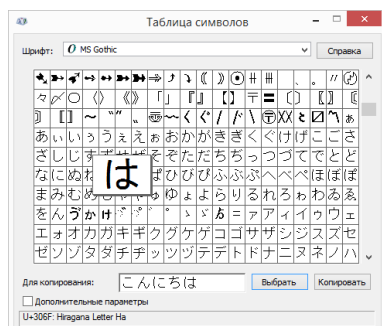 Таблица символов
Шрифт: MS Gothic Справка
々 〆 〇 〈 〉 《 》 「 」 『 』 【 】 〒 〓 〔 〕
あ ぃ い ぅ う ぇ え ぉ お か が き ぎ く ぐ け げ こ ご さ
ざ し じ す ず せ ぜ そ ぞ た だ ち ぢ っ つ づ て で と ど
な に ぬ ね は ぱ ひ び ぴ ふ ぶ ぷ へ べ ぺ ほ ぼ ぽ
ま み む め ゅ ゆ ょ よ ら り る れ ろ ゎ わ ゐ ゑ
を ん ゔ ゕ ゖ ゝ ゞ ゟ ゠ ァ ア ィ イ ゥ ウ ェ
エ ォ オ カ ガ キ ギ ク グ ケ ゲ コ ゴ サ ザ シ ジ ス ズ セ
ゼ ソ ゾ タ ダ チ ヂ ッ ツ ヅ テ デ ト ド ナ ニ ヌ ネ ノ ハ
Для копирования: こんにちは Выбрать Копировать
Дополнительные параметры
U+306F: Hiragana Letter Ha